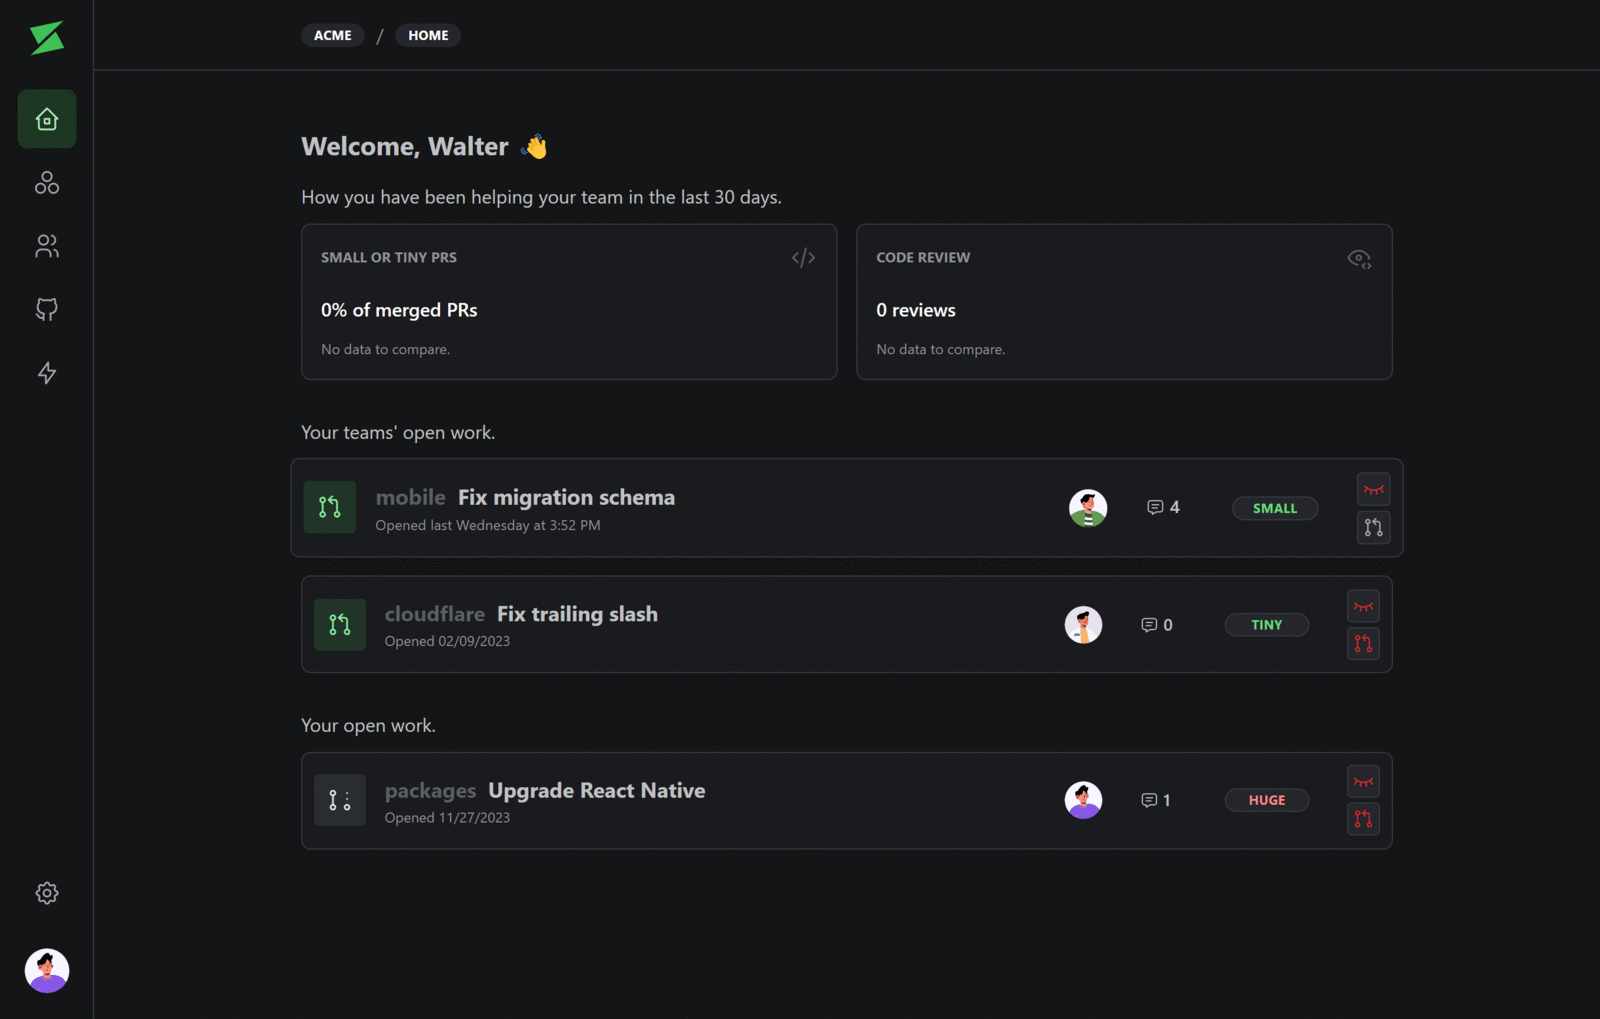 ACME / HOME
Welcome, Walter 👋
How you have been helping your team in the last 30 days.
SMALL OR TINY PRS
0% of merged PRs
No data to compare.
CODE REVIEW
0 reviews
No data to compare.
Your teams' open work.
mobile Fix migration schema
Opened last Wednesday at 3:52 PM
4
SMALL
cloudflare Fix trailing slash
Opened 02/09/2023
0
TINY
Your open work.
packages Upgrade React Native
Opened 11/27/2023
1
HUGE